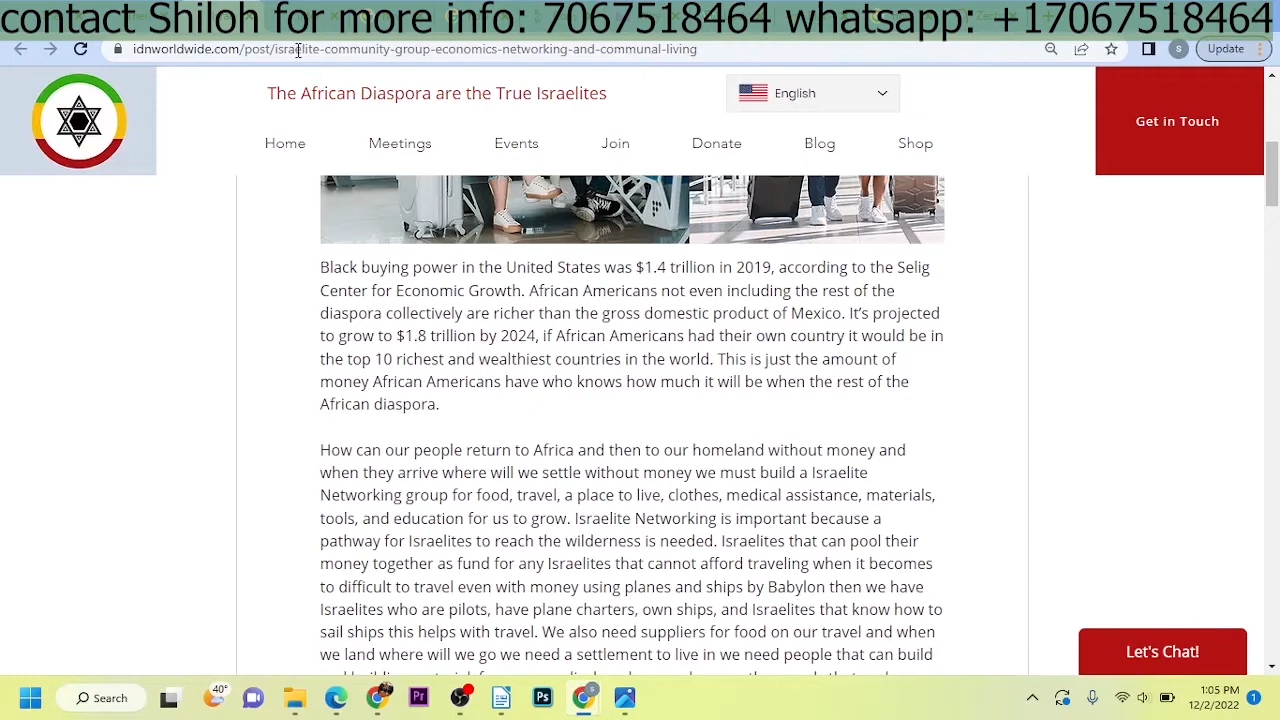 contact Shiloh for more info: 7067518464 whatsapp: +17067518464
idnworldwide.com/post/israelite-community-group-economics-networking-and-communal-living
S
Update
The African Diaspora are the True Israelites
English
Get in Touch
Home Meetings Events Join Donate Blog Shop
Black buying power in the United States was $1.4 trillion in 2019, according to the Selig
Center for Economic Growth. African Americans not even including the rest of the
diaspora collectively are richer than the gross domestic product of Mexico. It’s projected
to grow to $1.8 trillion by 2024, if African Americans had their own country it would be in
the top 10 richest and wealthiest countries in the world. This is just the amount of
money African Americans have who knows how much it will be when the rest of the
African diaspora.
How can our people return to Africa and then to our homeland without money and
when they arrive where will we settle without money we must build a Israelite
Networking group for food, travel, a place to live, clothes, medical assistance, materials,
tools, and education for us to grow. Israelite Networking is important because a
pathway for Israelites to reach the wilderness is needed. Israelites that can pool their
money together as fund for any Israelites that cannot afford traveling when it becomes
to difficult to travel even with money using planes and ships by Babylon then we have
Israelites who are pilots, have plane charters, own ships, and Israelites that know how to
sail ships this helps with travel. We also need suppliers for food on our travel and when
we land where will we go we need a settlement to live in we need people that can build
Let's Chat!
Search
40°
Pr
Ps
S
1:05 PM
12/2/2022
1